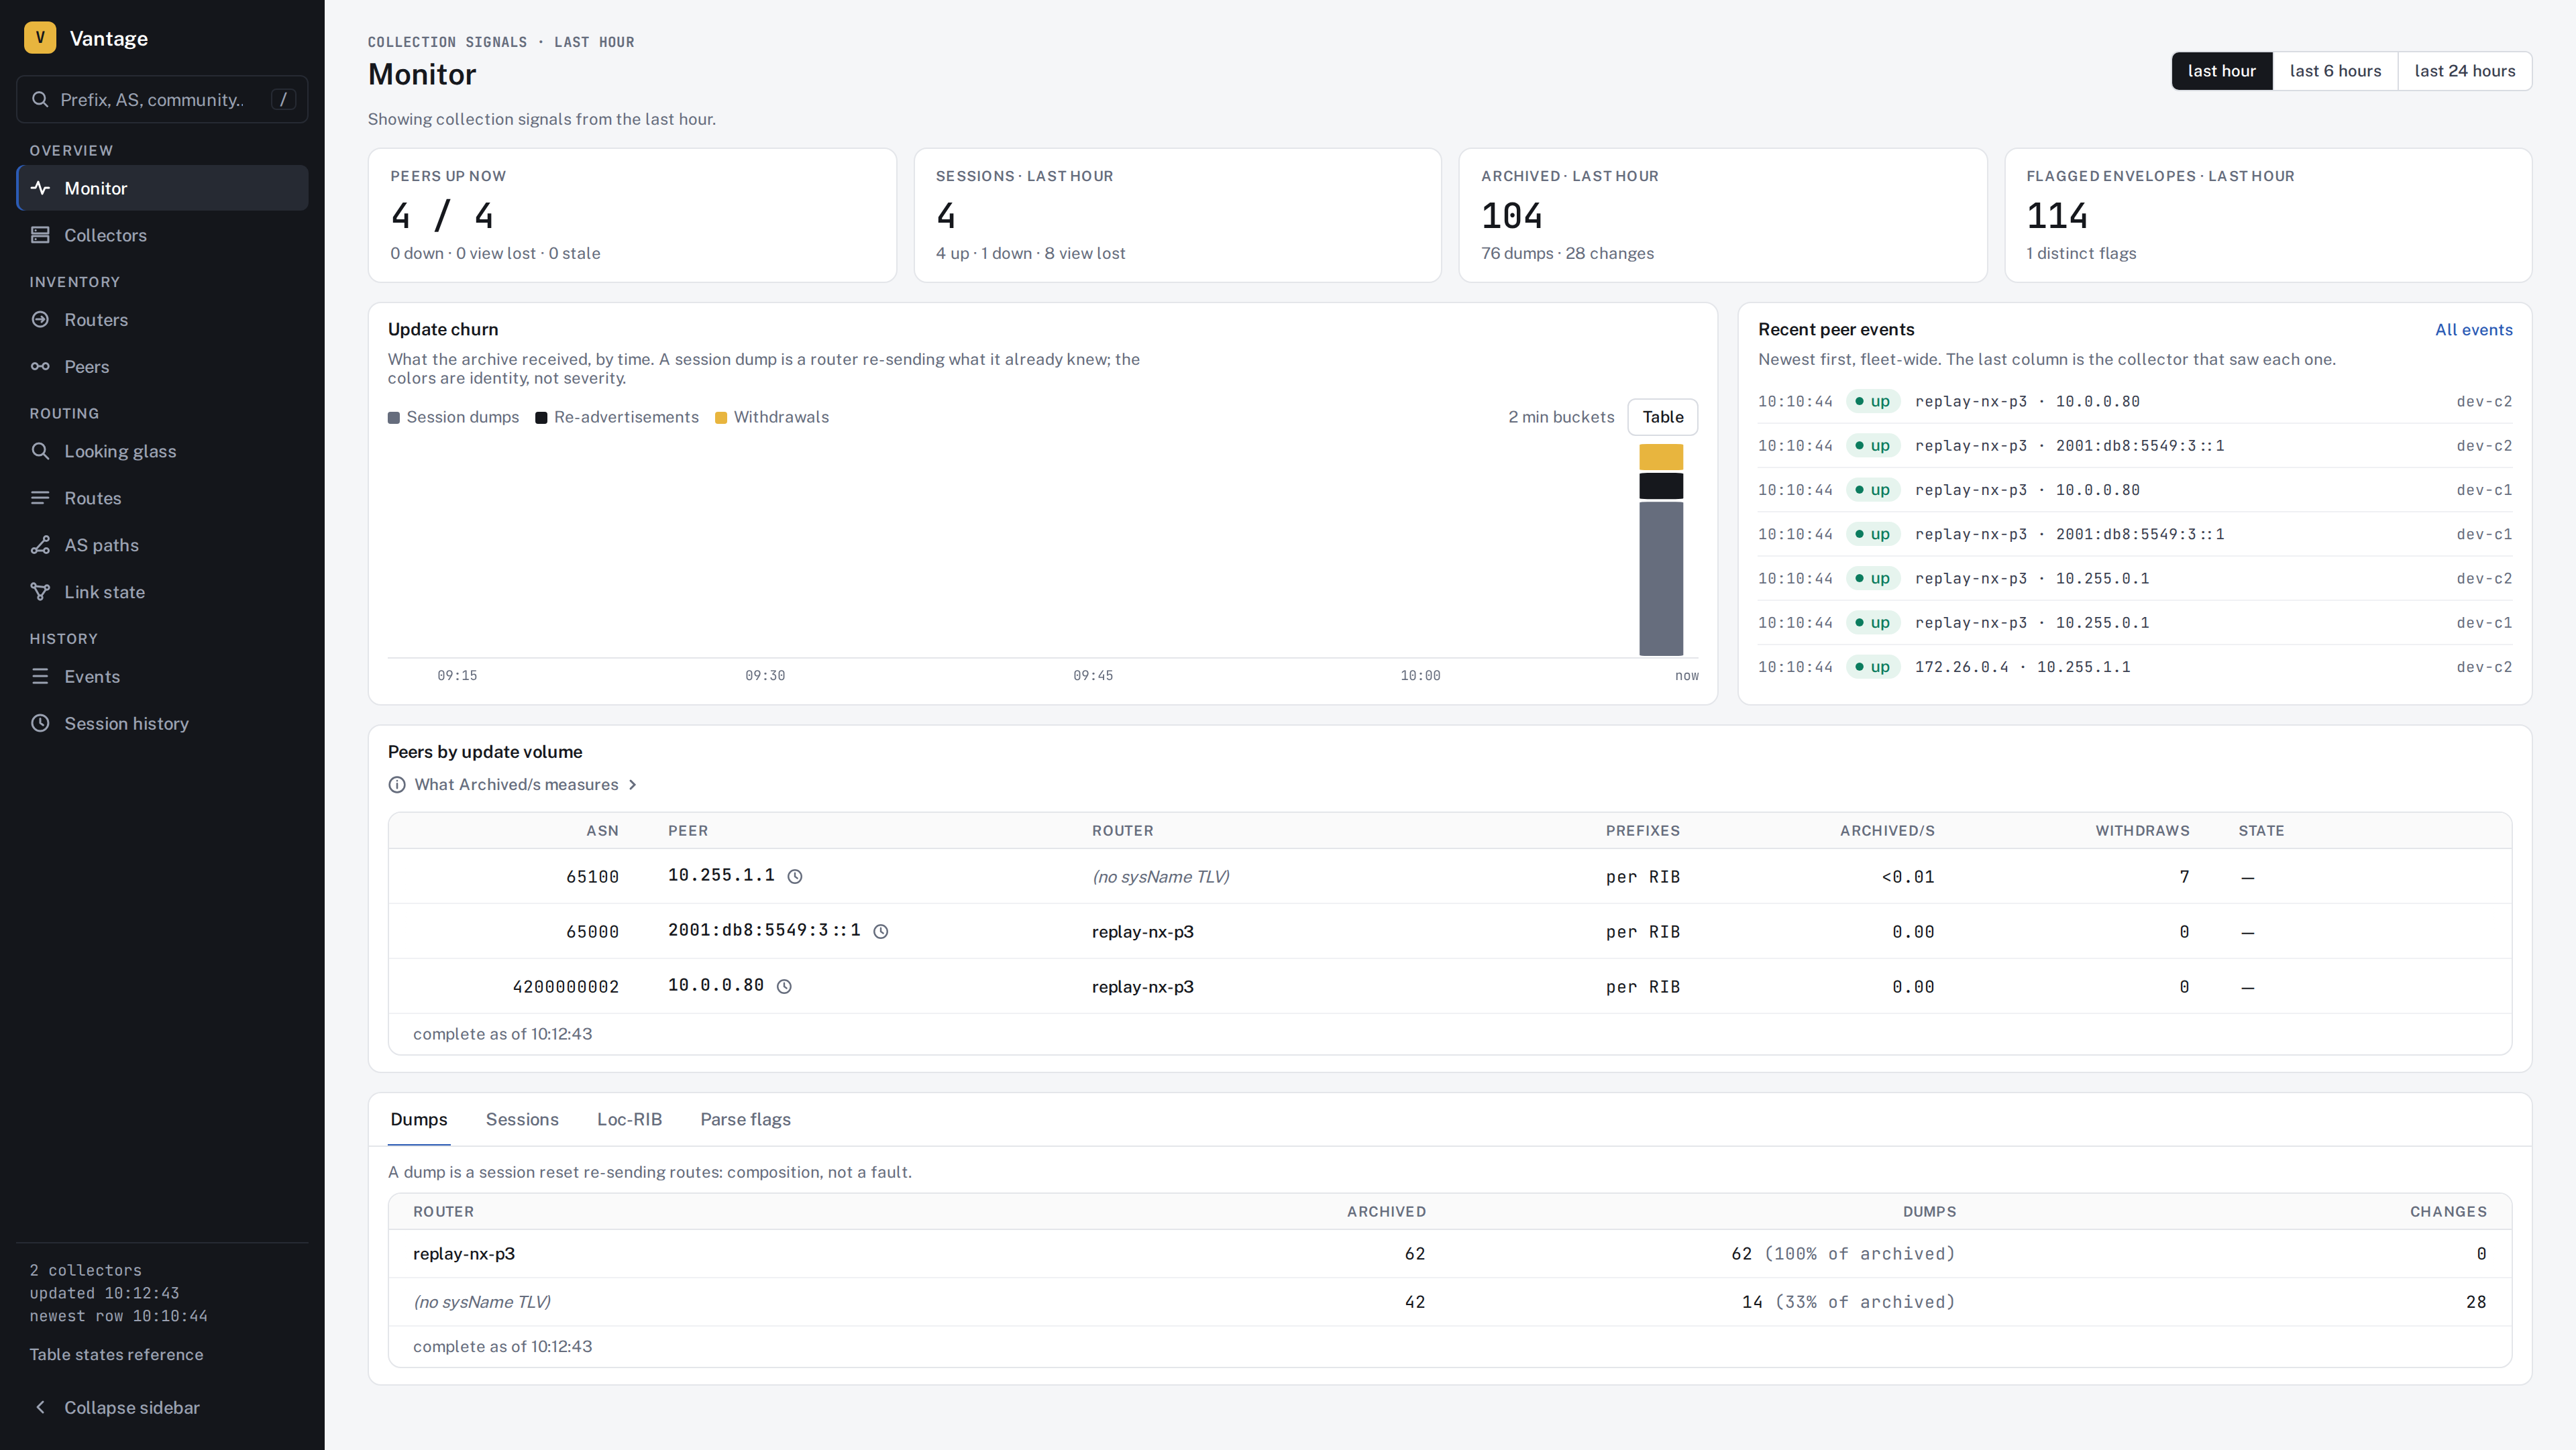 V Vantage
Prefix, AS, community.. /
OVERVIEW
Monitor
Collectors
INVENTORY
Routers
Peers
ROUTING
Looking glass
Routes
AS paths
Link state
HISTORY
Events
Session history
2 collectors
updated 10:12:43
newest row 10:10:44
Table states reference
Collapse sidebar
COLLECTION SIGNALS · LAST HOUR
Monitor
last hour last 6 hours last 24 hours
Showing collection signals from the last hour.
PEERS UP NOW
4 / 4
0 down · 0 view lost · 0 stale
SESSIONS · LAST HOUR
4
4 up · 1 down · 8 view lost
ARCHIVED · LAST HOUR
104
76 dumps · 28 changes
FLAGGED ENVELOPES · LAST HOUR
114
1 distinct flags
Update churn
What the archive received, by time. A session dump is a router re-sending what it already knew; the
colors are identity, not severity.
Session dumps Re-advertisements Withdrawals 2 min buckets Table
09:15 09:30 09:45 10:00 now
Recent peer events All events
Newest first, fleet-wide. The last column is the collector that saw each one.
10:10:44 up replay-nx-p3 · 10.0.0.80 dev-c2
10:10:44 up replay-nx-p3 · 2001:db8:5549:3::1 dev-c2
10:10:44 up replay-nx-p3 · 10.0.0.80 dev-c1
10:10:44 up replay-nx-p3 · 2001:db8:5549:3::1 dev-c1
10:10:44 up replay-nx-p3 · 10.255.0.1 dev-c2
10:10:44 up replay-nx-p3 · 10.255.0.1 dev-c1
10:10:44 up 172.26.0.4 · 10.255.1.1 dev-c2
Peers by update volume
What Archived/s measures
ASN PEER ROUTER PREFIXES ARCHIVED/S WITHDRAWS STATE
65100 10.255.1.1 (no sysName TLV) per RIB <0.01 7 —
65000 2001:db8:5549:3::1 replay-nx-p3 per RIB 0.00 0 —
4200000002 10.0.0.80 replay-nx-p3 per RIB 0.00 0 —
complete as of 10:12:43
Dumps Sessions Loc-RIB Parse flags
A dump is a session reset re-sending routes: composition, not a fault.
ROUTER ARCHIVED DUMPS CHANGES
replay-nx-p3 62 62 (100% of archived) 0
(no sysName TLV) 42 14 (33% of archived) 28
complete as of 10:12:43